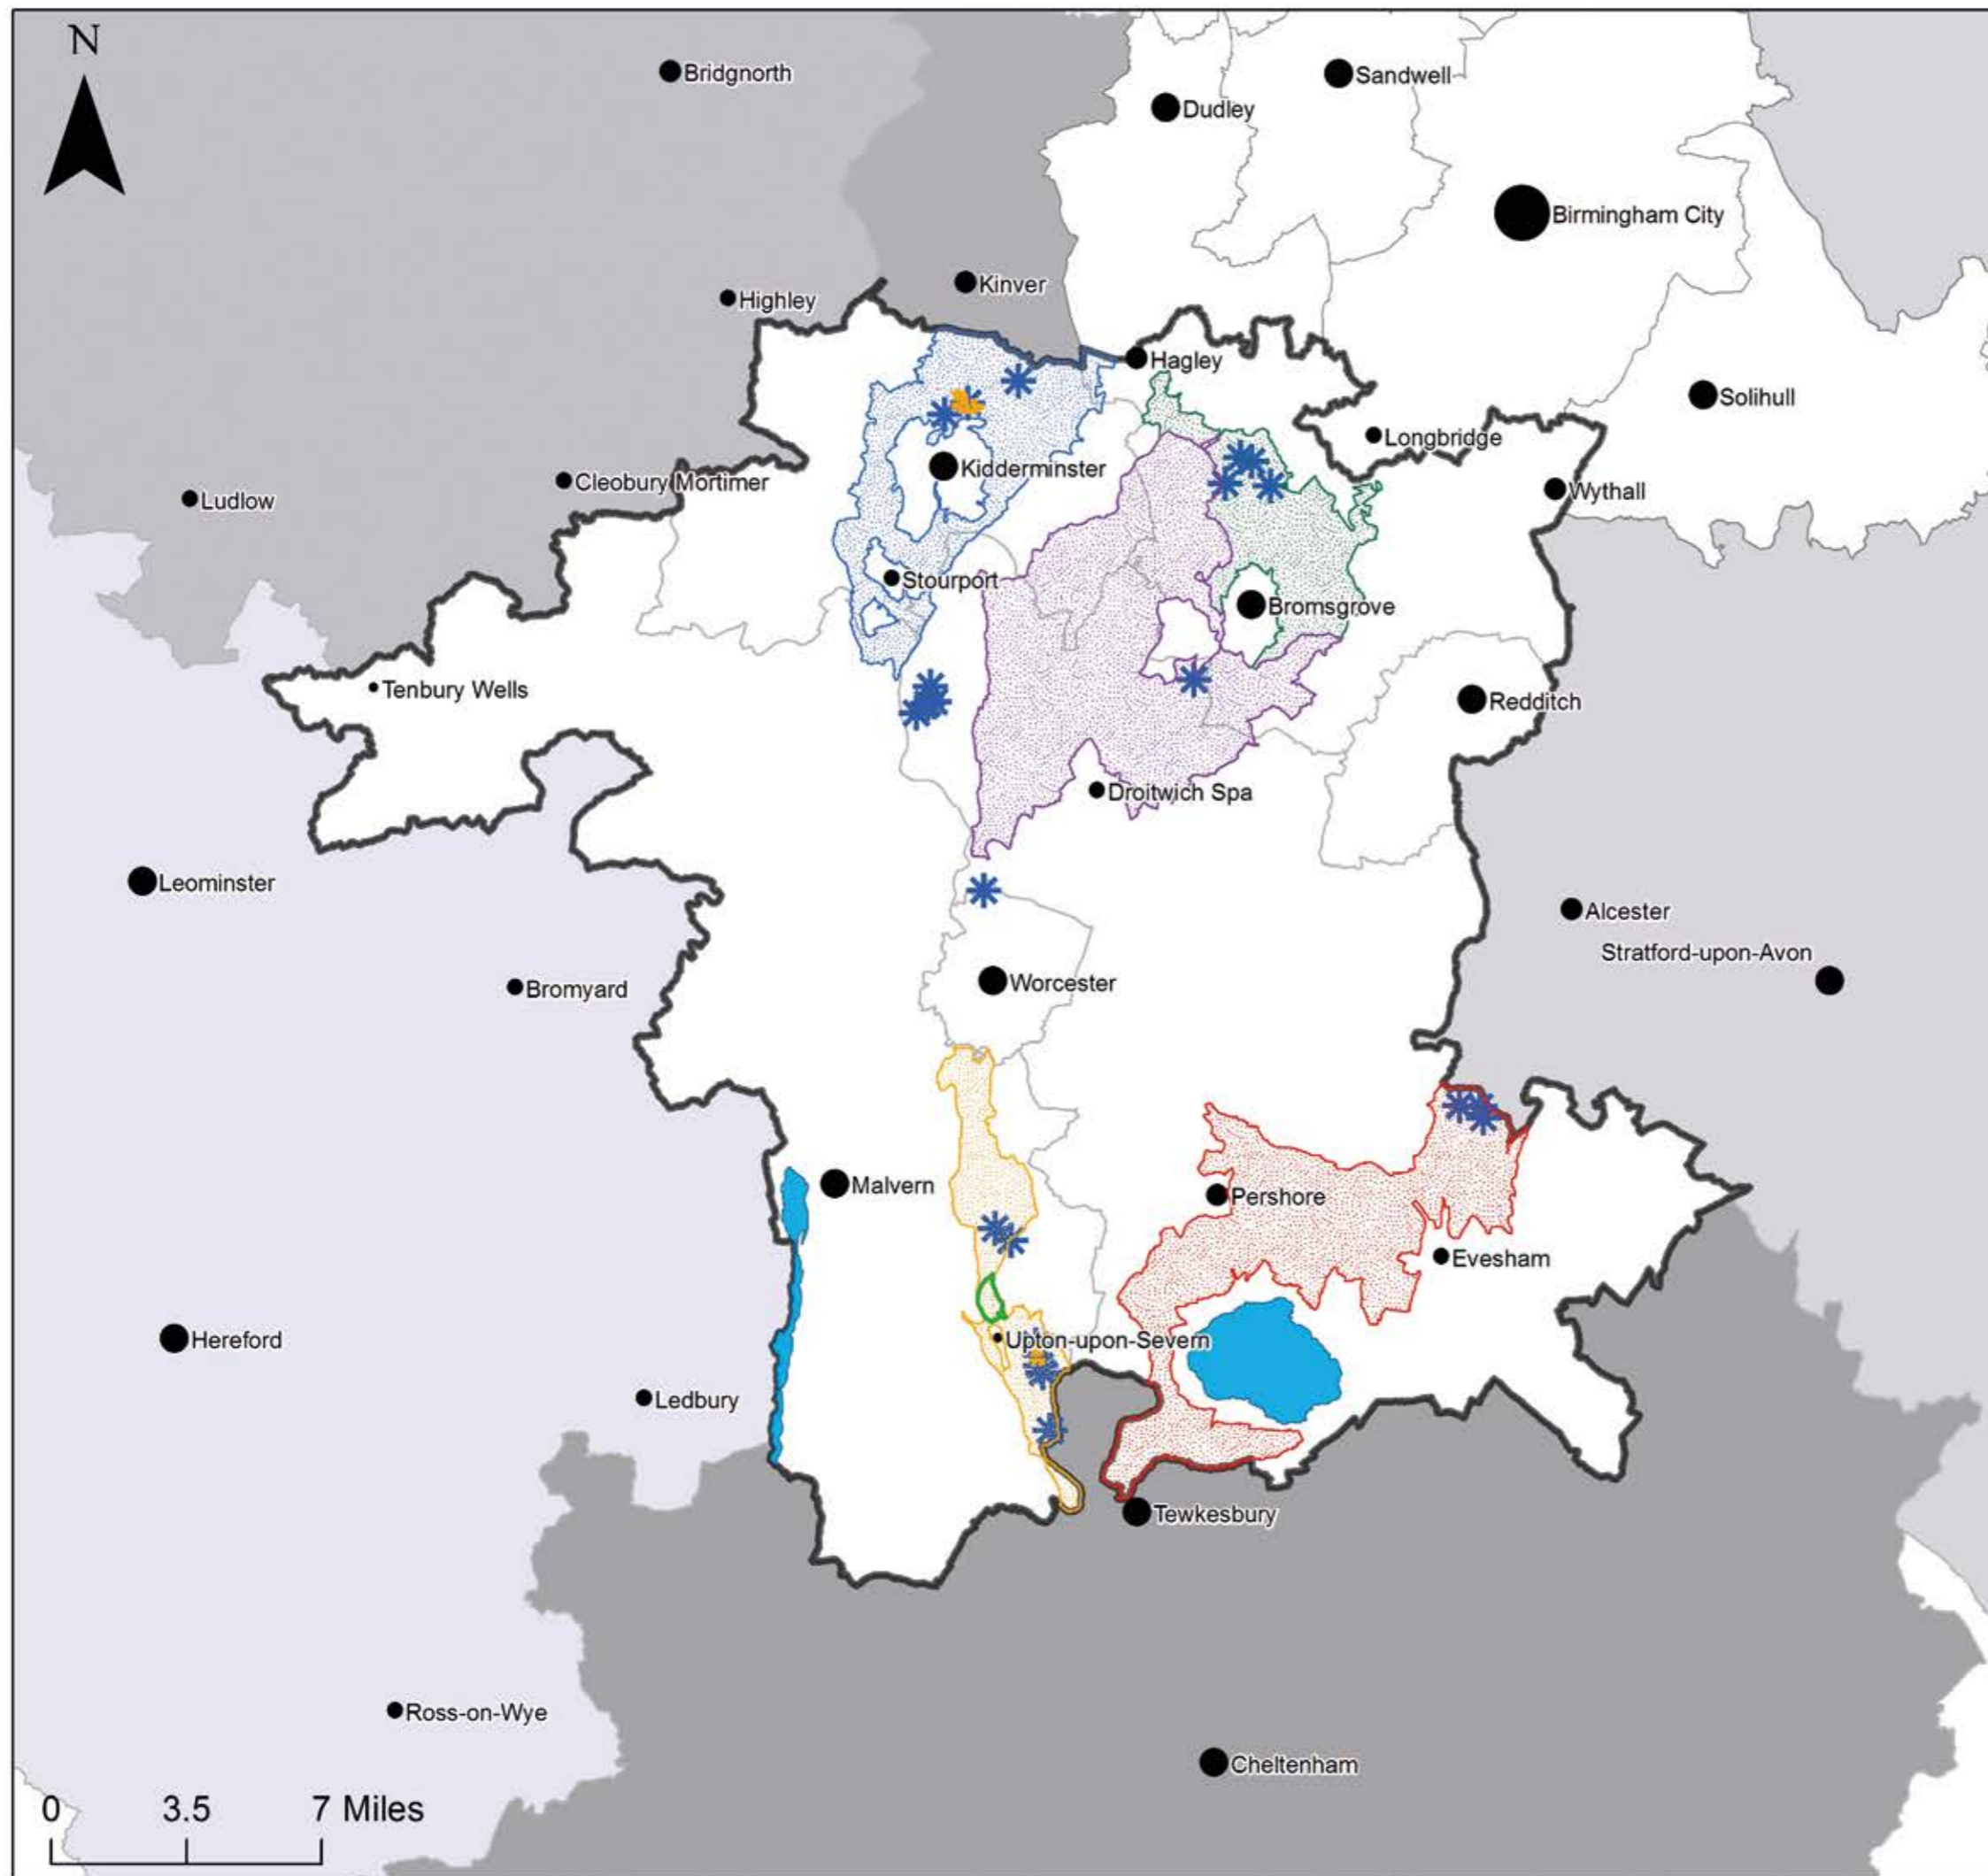 N
Bridgnorth
Sandwell
Dudley
Birmingham City
Kinver
Highley
Hagley
Solihull
Longbridge
Kidderminster
Cleobury Mortimer
Wythall
Ludlow
Stourport
Bromsgrove
Tenbury Wells
Redditch
Droitwich Spa
Leominster
Alcester
Stratford-upon-Avon
Worcester
Bromyard
Malvern
Pershore
Evesham
Hereford
Upton-upon-Severn
Ledbury
Tewkesbury
Ross-on-Wye
Cheltenham
0 3.5 7 Miles